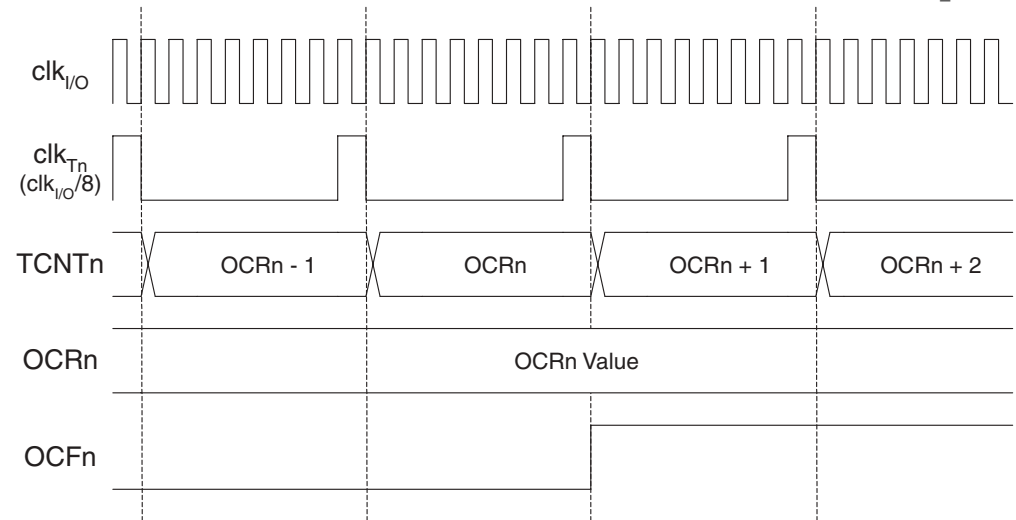 clkI/O
clkTn
(clkI/O/8)
TCNTn
OCRn - 1
OCRn
OCRn + 1
OCRn + 2
OCRn
OCRn Value
OCFn